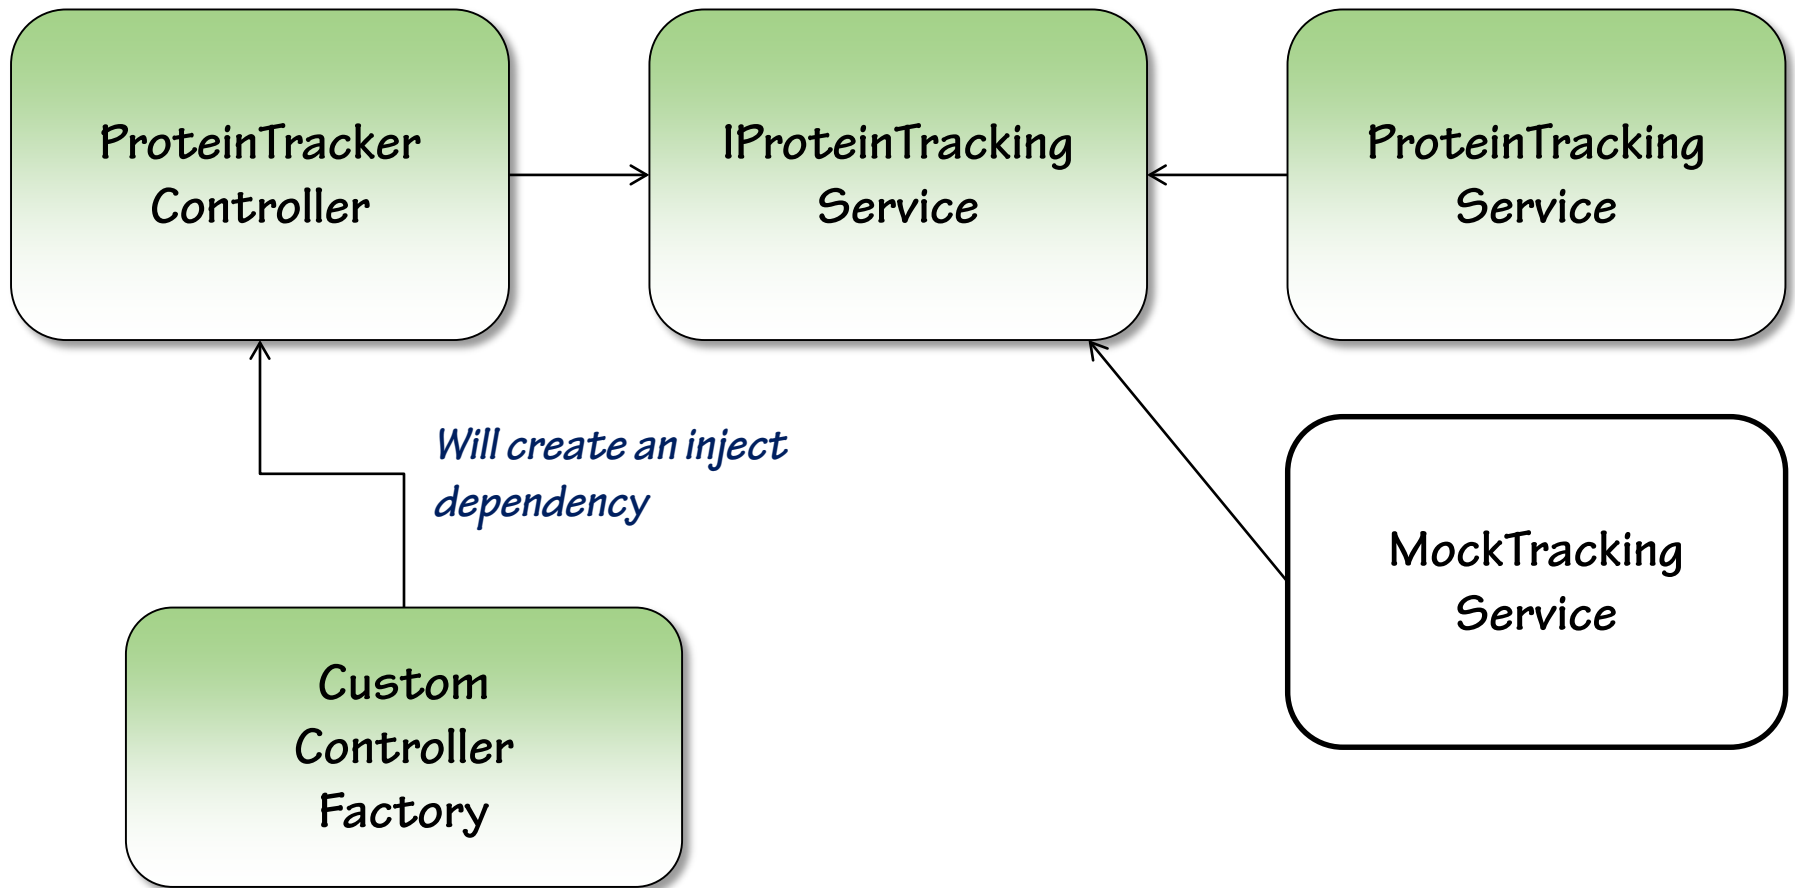 ProteinTracker
Controller
IProteinTracking
Service
ProteinTracking
Service
Will create an inject
dependency
MockTracking
Service
Custom
Controller
Factory